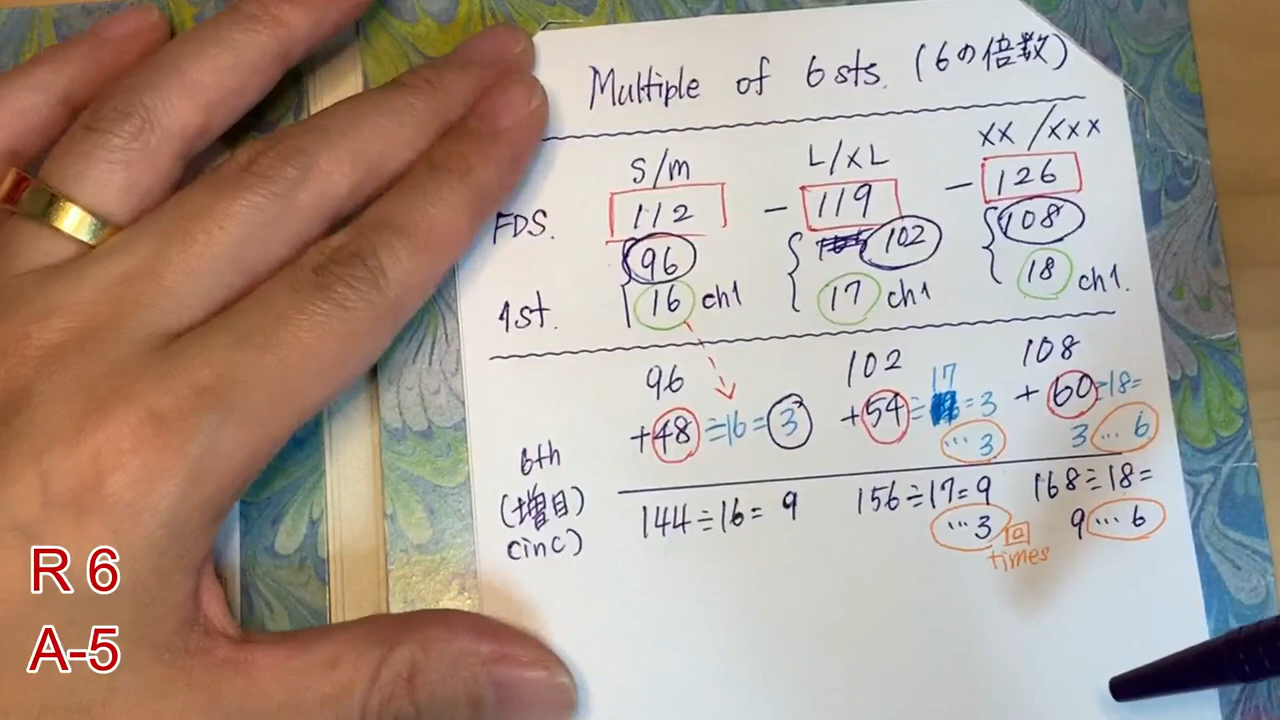 Multiple of 6 sts. (6の倍数)
S/m L/XL XX/XXX
FDS. 112 - 119 - 126
96 102 108
1st. 16 ch1 17 ch1 18 ch1.
96 102 108
17
+48÷16=3 +54÷=3 +60÷18=
...3 3...6
6th
(増目)
(inc)
144÷16=9 156÷17=9 168÷18=
...3 回 9...6
times
R 6
A-5